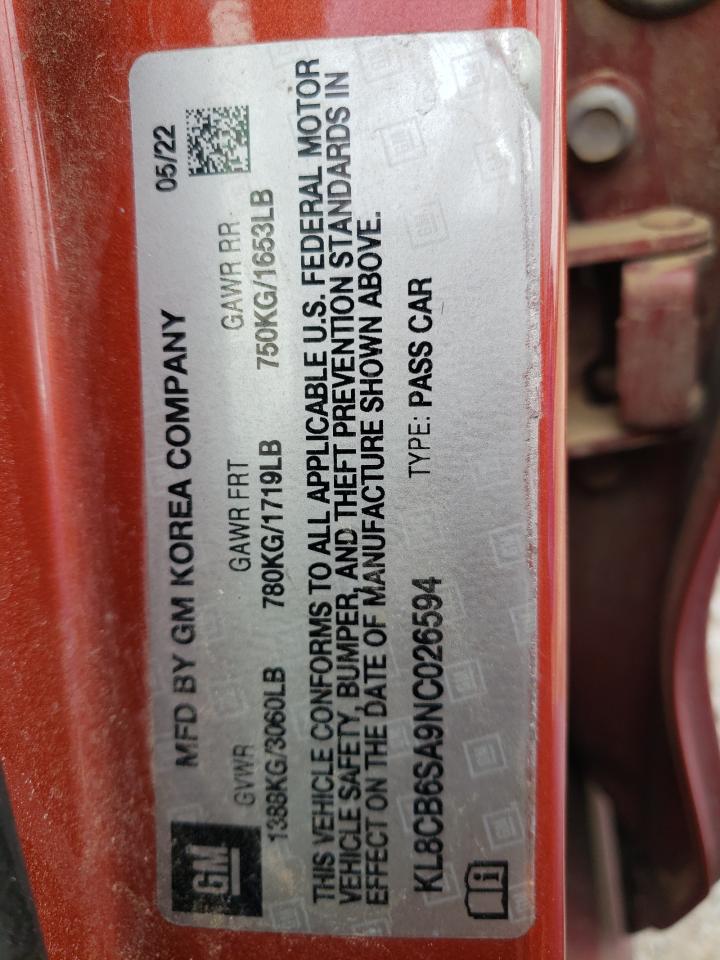 MFD BY GM KOREA COMPANY 05/22
GM
GVWR GAWR FRT GAWR RR
1388KG/3060LB 780KG/1719LB 750KG/1653LB
THIS VEHICLE CONFORMS TO ALL APPLICABLE U.S. FEDERAL MOTOR
VEHICLE SAFETY, BUMPER, AND THEFT PREVENTION STANDARDS IN
EFFECT ON THE DATE OF MANUFACTURE SHOWN ABOVE.
KL8CB6SA9NC026594 TYPE: PASS CAR